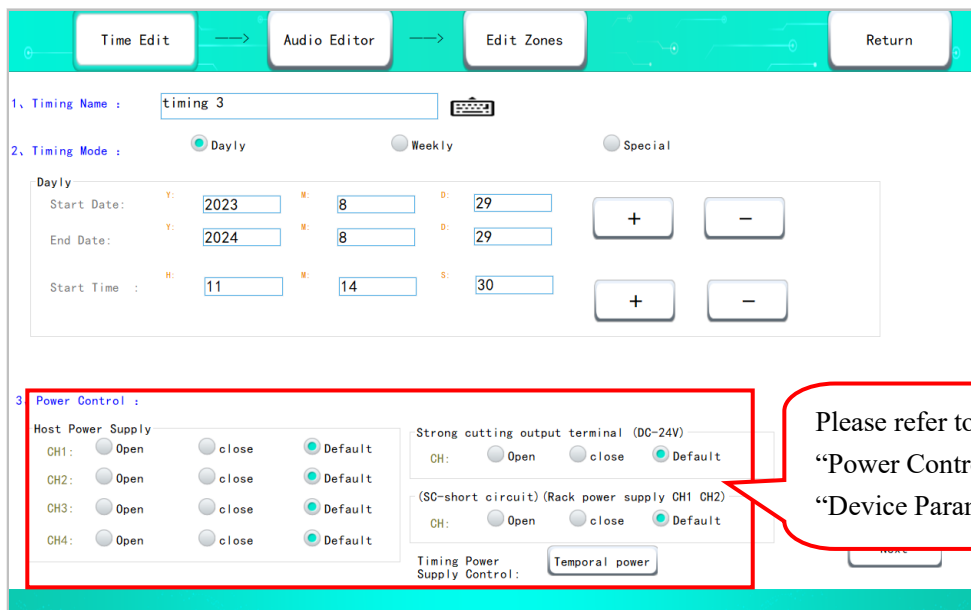 Time Edit ---> Audio Editor ---> Edit Zones Return
1、Timing Name : timing 3
2、Timing Mode : Dayly Weekly Special
Dayly
Start Date: Y: 2023 M: 8 D: 29 + −
End Date: Y: 2024 M: 8 D: 29
Start Time : H: 11 M: 14 S: 30 + −
3、Power Control :
Host Power Supply
CH1: Open close Default
CH2: Open close Default
CH3: Open close Default
CH4: Open close Default
Strong cutting output terminal (DC-24V)
CH: Open close Default
(SC-short circuit)(Rack power supply CH1 CH2)
CH: Open close Default
Timing Power
Supply Control: Temporal power
Please refer to
“Power Contr
“Device Para